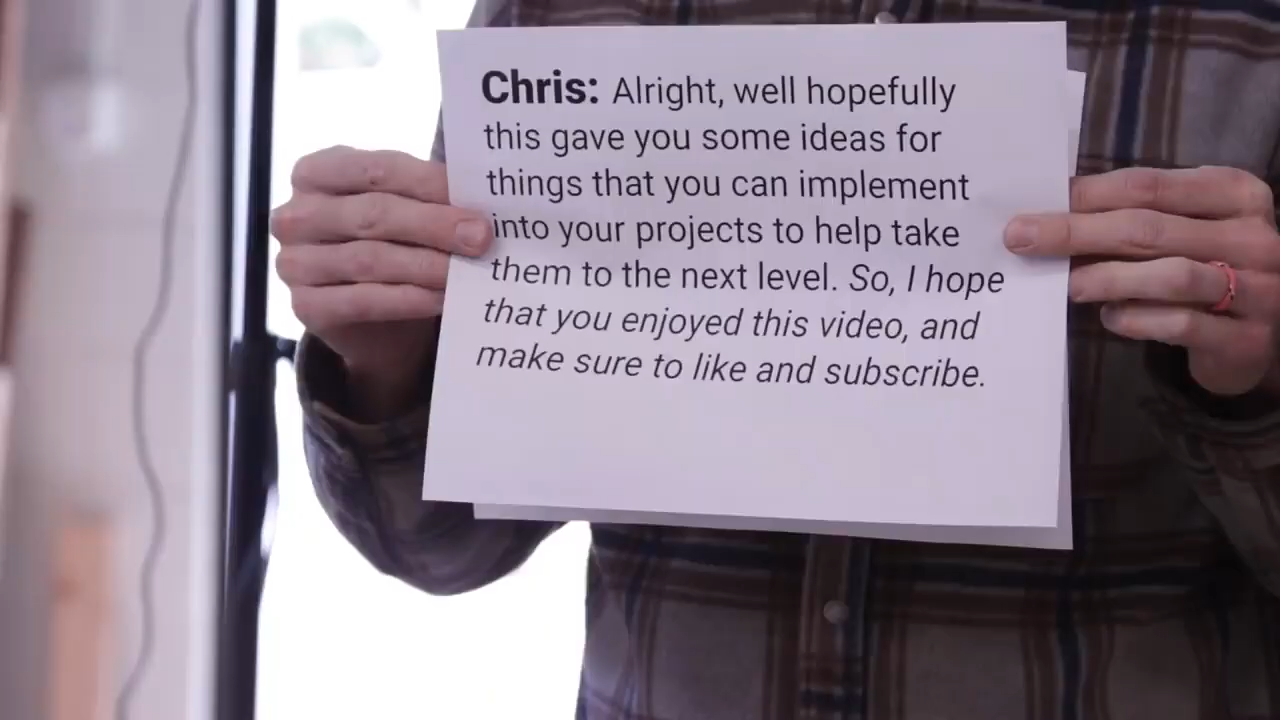 Chris: Alright, well hopefully
this gave you some ideas for
things that you can implement
into your projects to help take
them to the next level. So, I hope
that you enjoyed this video, and
make sure to like and subscribe.